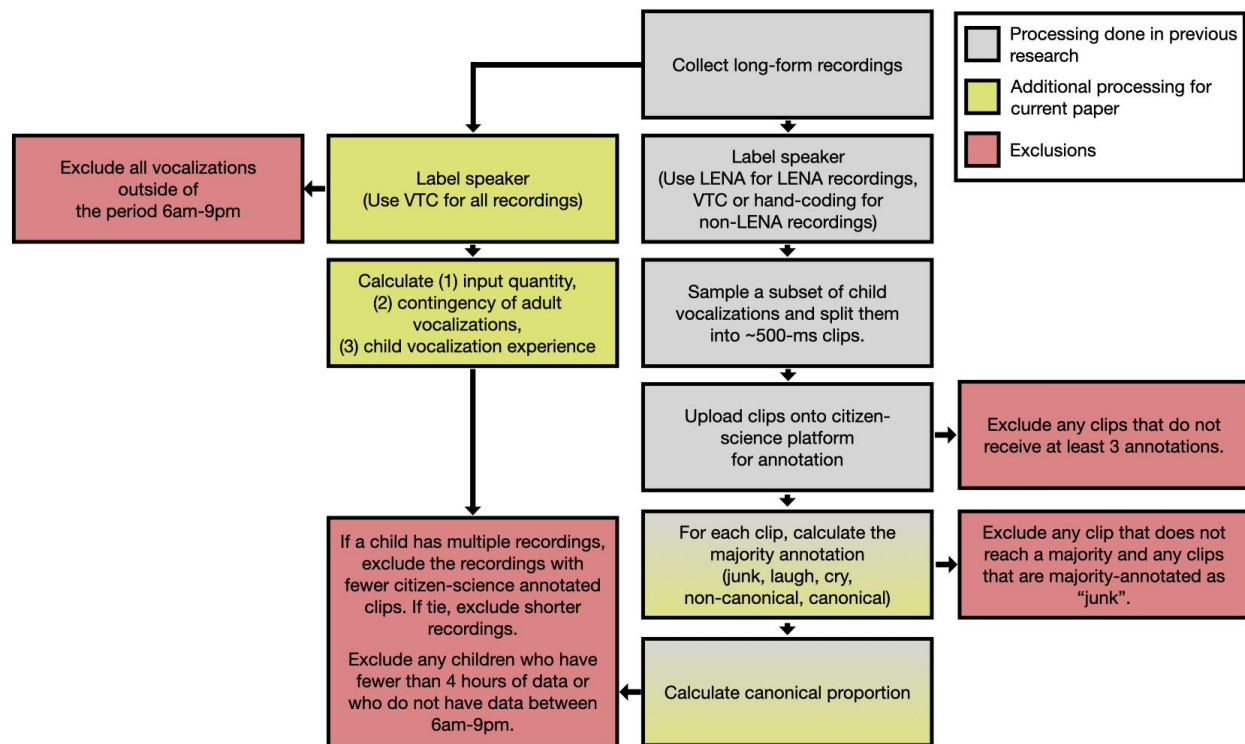 Collect long-form recordings
Processing done in previous
research
Additional processing for
current paper
Exclusions
Exclude all vocalizations
outside of
the period 6am-9pm
Label speaker
(Use VTC for all recordings)
Label speaker
(Use LENA for LENA recordings,
VTC or hand-coding for
non-LENA recordings)
Calculate (1) input quantity,
(2) contingency of adult
vocalizations,
(3) child vocalization experience
Sample a subset of child
vocalizations and split them
into ~500-ms clips.
Upload clips onto citizen-
science platform
for annotation
Exclude any clips that do not
receive at least 3 annotations.
If a child has multiple recordings,
exclude the recordings with
fewer citizen-science annotated
clips. If tie, exclude shorter
recordings.
Exclude any children who have
fewer than 4 hours of data or
who do not have data between
6am-9pm.
For each clip, calculate the
majority annotation
(junk, laugh, cry,
non-canonical, canonical)
Exclude any clip that does not
reach a majority and any clips
that are majority-annotated as
“junk”.
Calculate canonical proportion